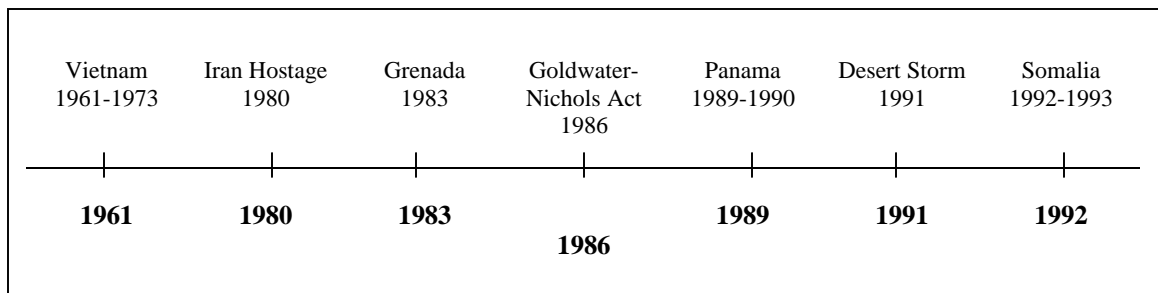 Vietnam
1961-1973
Iran Hostage
1980
Grenada
1983
Goldwater-
Nichols Act
1986
Panama
1989-1990
Desert Storm
1991
Somalia
1992-1993
1961
1980
1983
1986
1989
1991
1992